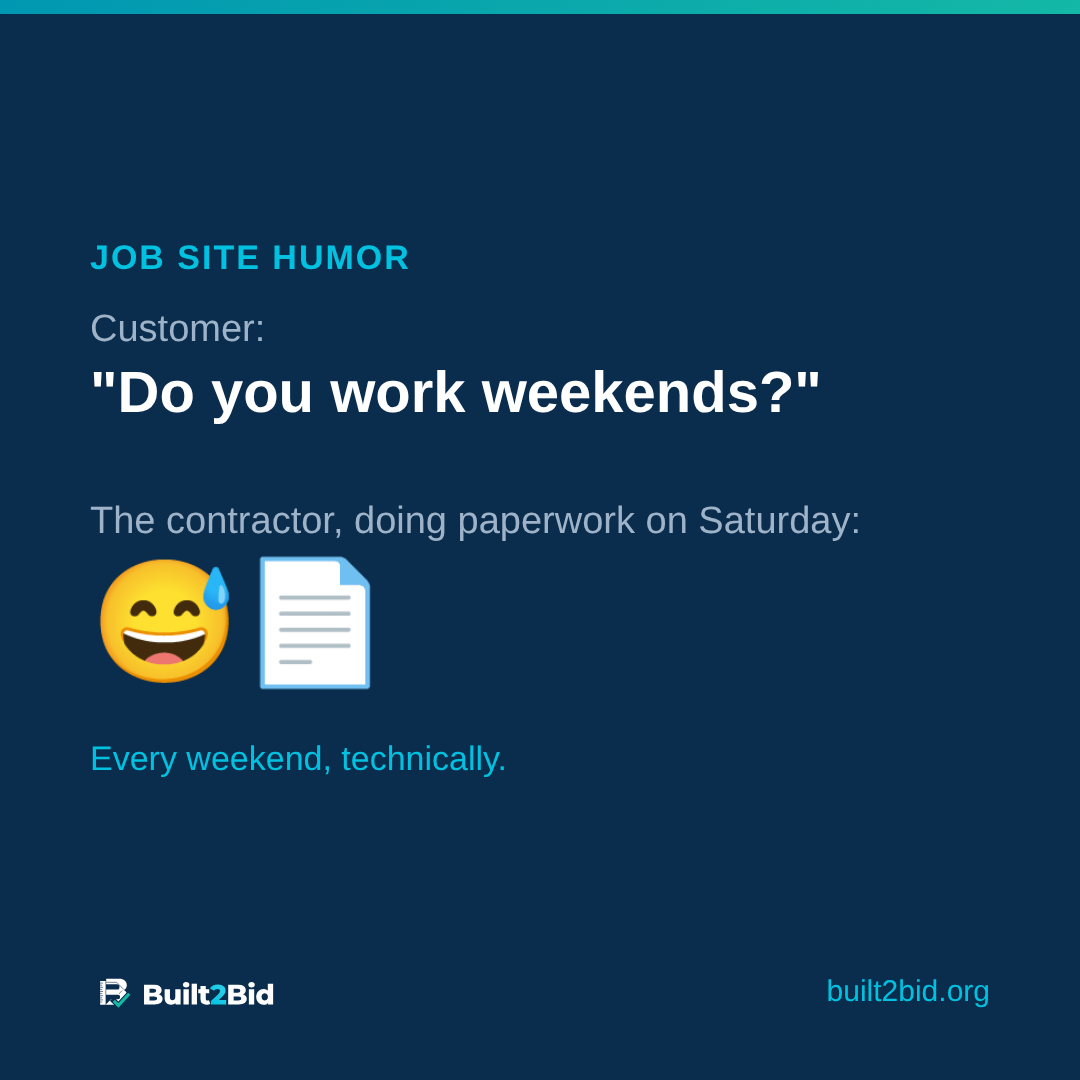 JOB SITE HUMOR
Customer:
"Do you work weekends?"
The contractor, doing paperwork on Saturday:
😅📄
Every weekend, technically.
Built2Bid
built2bid.org